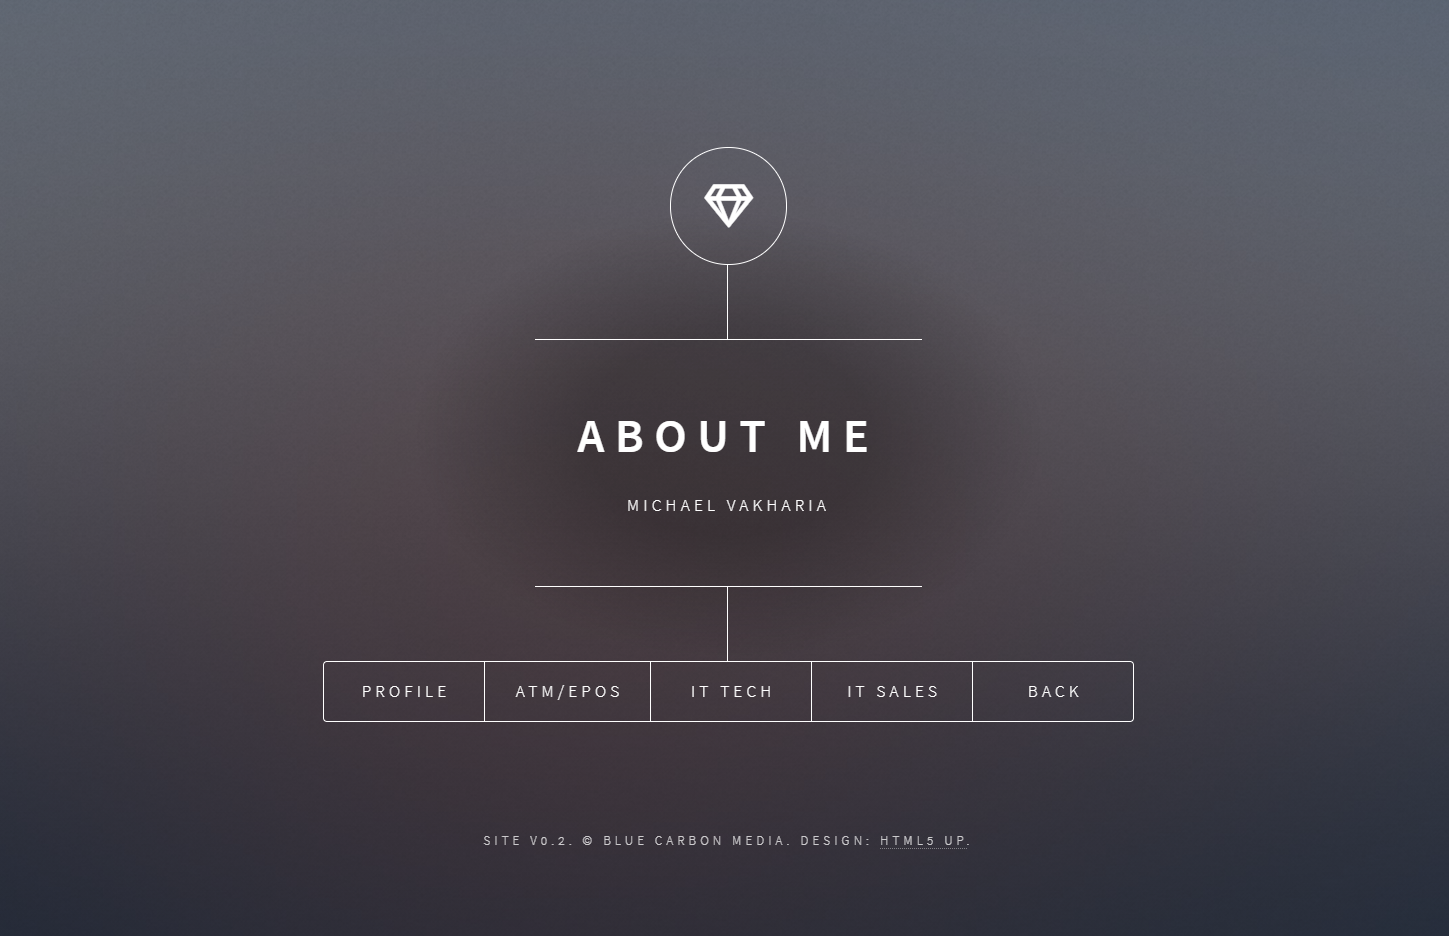 ABOUT ME
MICHAEL VAKHARIA
PROFILE
ATM/EPOS
IT TECH
IT SALES
BACK
SITE V0.2. © BLUE CARBON MEDIA. DESIGN: HTML5 UP.